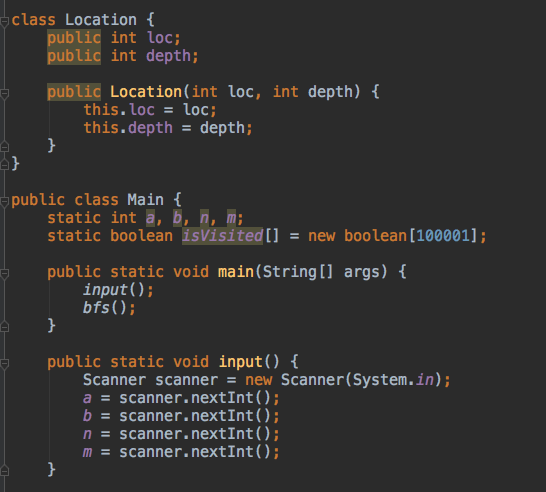 class Location {
    public int loc;
    public int depth;

    public Location(int loc, int depth) {
        this.loc = loc;
        this.depth = depth;
    }
}

public class Main {
    static int a, b, n, m;
    static boolean isVisited[] = new boolean[100001];

    public static void main(String[] args) {
        input();
        bfs();
    }

    public static void input() {
        Scanner scanner = new Scanner(System.in);
        a = scanner.nextInt();
        b = scanner.nextInt();
        n = scanner.nextInt();
        m = scanner.nextInt();
    }